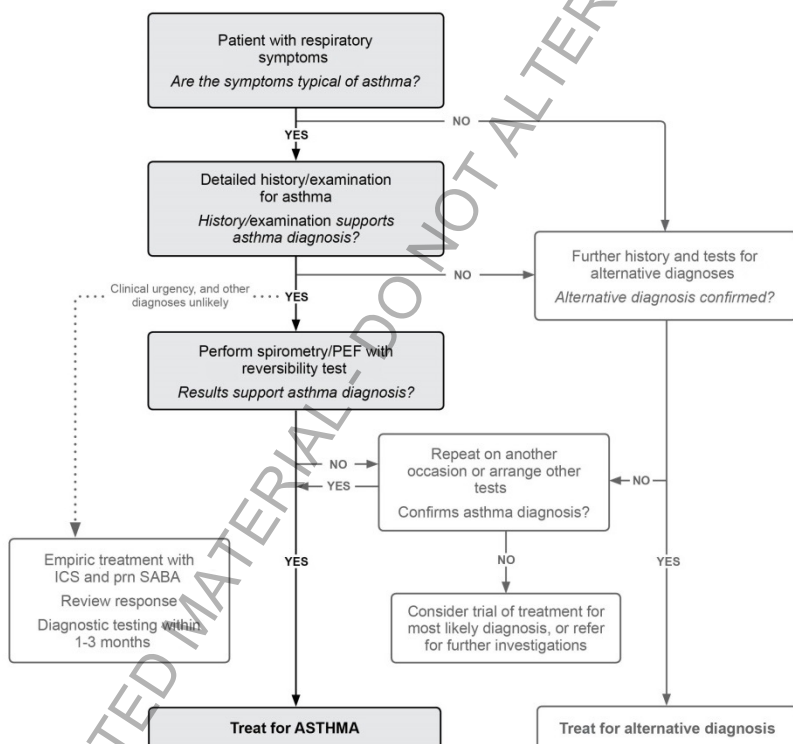 Patient with respiratory
symptoms
Are the symptoms typical of asthma?
NO
YES
Detailed history/examination
for asthma
History/examination supports
asthma diagnosis?
Further history and tests for
alternative diagnoses
Alternative diagnosis confirmed?
NO
Clinical urgency, and other
diagnoses unlikely
YES
Perform spirometry/PEF with
reversibility test
Results support asthma diagnosis?
Repeat on another
occasion or arrange other
tests
Confirms asthma diagnosis?
NO
YES
NO
Empiric treatment with
ICS and prn SABA
Review response
Diagnostic testing within
1-3 months
YES
NO
YES
Consider trial of treatment for
most likely diagnosis, or refer
for further investigations
Treat for ASTHMA
Treat for alternative diagnosis
TED MATERIAL - DO NOT ALTER